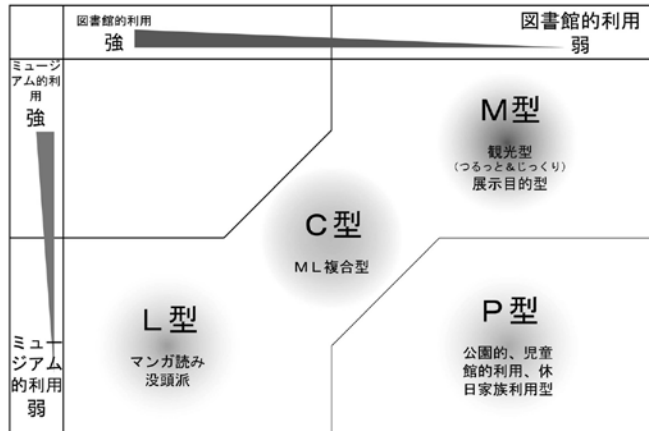 図書館的利用
強
図書館的利用
弱
ミュージ
アム的利
用
強
M型
観光型
(つるっと&じっくり)
展示目的型
C型
ML複合型
L型
マンガ読み
没頭派
P型
公園的、児童
館的利用、休
日家族利用型
ミュー
ジアム
的利用
弱